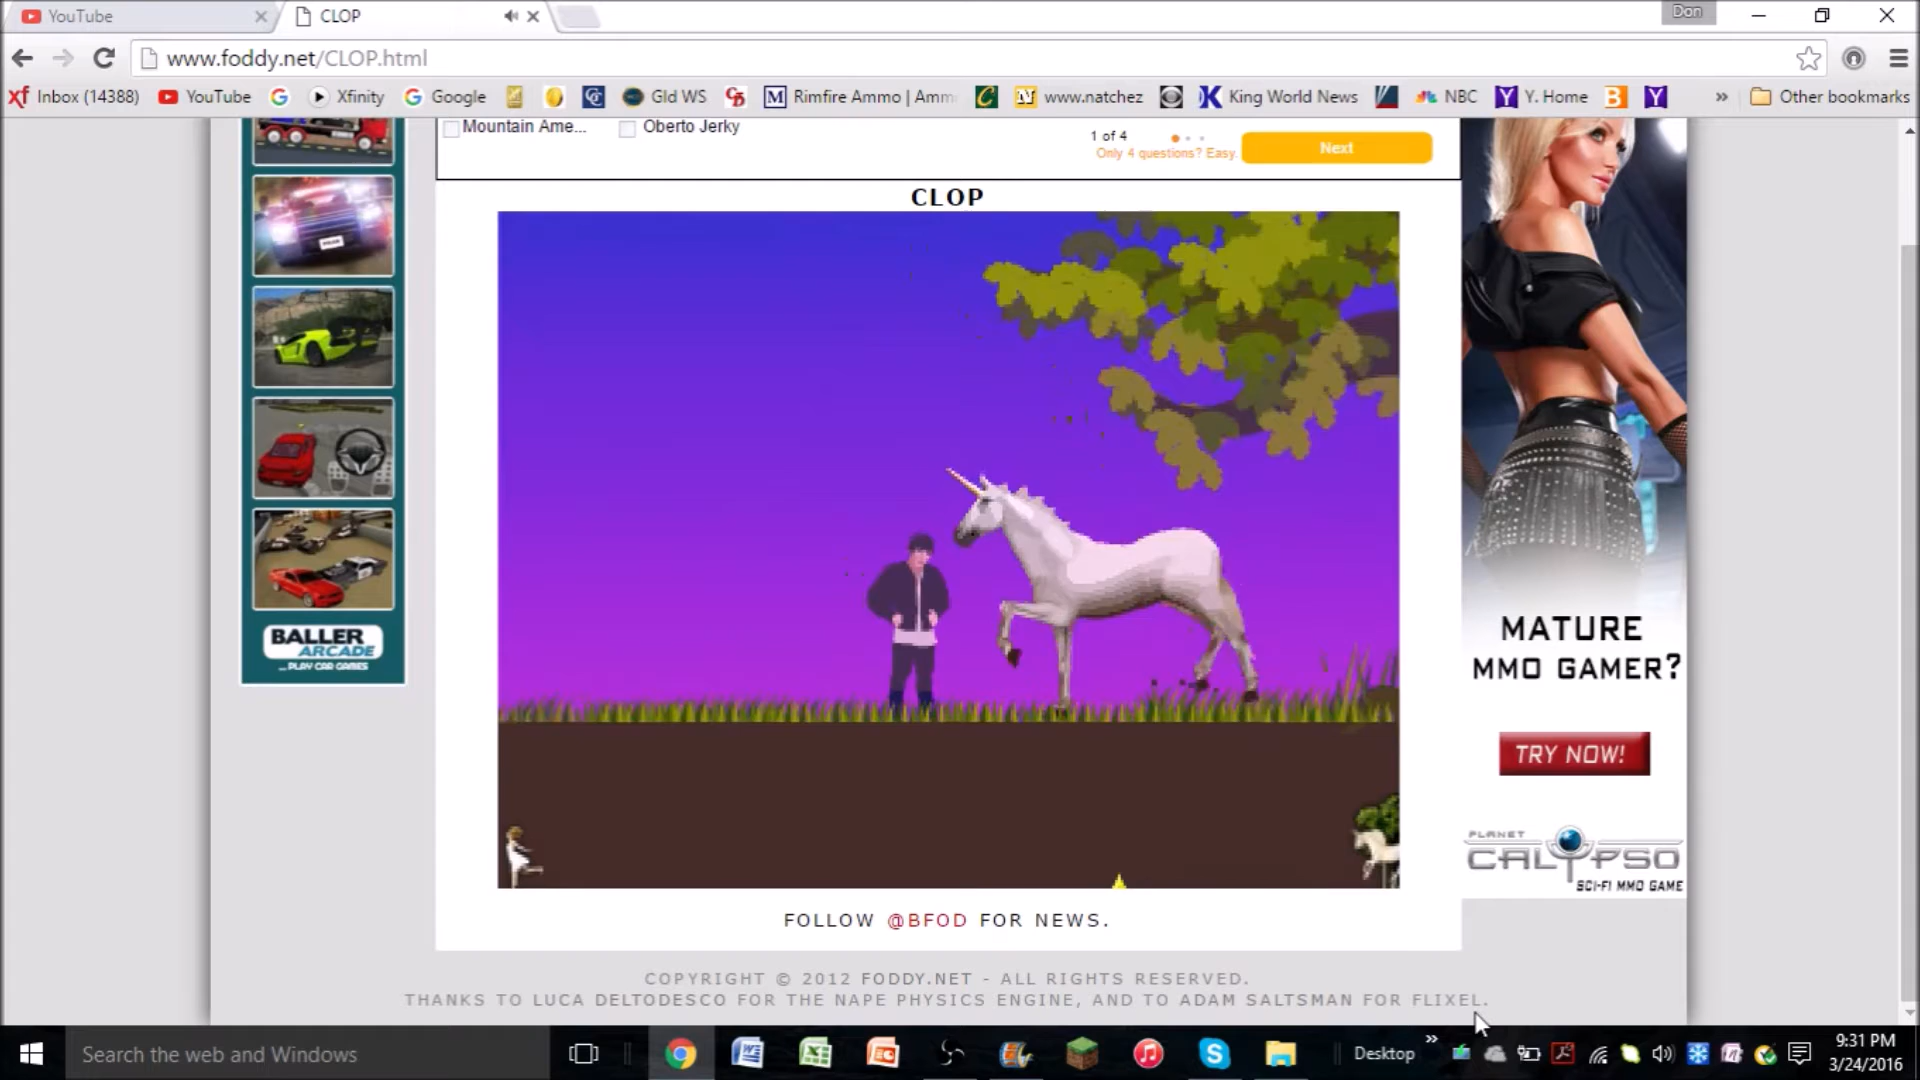 YouTube
CLOP
Don
www.foddy.net/CLOP.html
Inbox (14388) YouTube Xfinity Google Gld WS Rimfire Ammo | Amm www.natchez King World News NBC Y. Home » Other bookmarks
Mountain Ame... Oberto Jerky
1 of 4
Only 4 questions? Easy.
Next
CLOP
BALLER
ARCADE
...PLAY CAR GAMES
MATURE
MMO GAMER?
TRY NOW!
PLANET
CALYPSO
SCI-FI MMO GAME
FOLLOW @BFOD FOR NEWS.
COPYRIGHT © 2012 FODDY.NET - ALL RIGHTS RESERVED.
THANKS TO LUCA DELTODESCO FOR THE NAPE PHYSICS ENGINE, AND TO ADAM SALTSMAN FOR FLIXEL.
Search the web and Windows
Desktop »
9:31 PM
3/24/2016